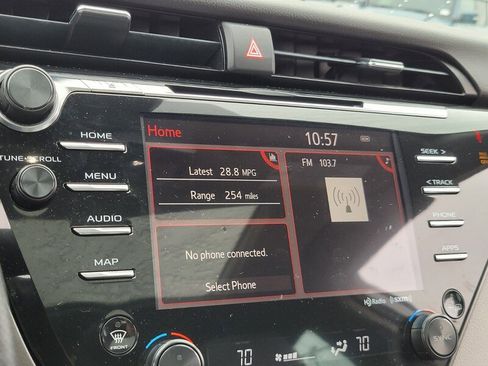 HOME
Home
10:57
SEEK >
TUNE•SCROLL
Latest 28.8 MPG
FM 103.7
< TRACK
MENU
Range 254 miles
AUDIO
No phone connected.
PHONE
MAP
Select Phone
APPS
HD Radio
SXM
FRONT
70
70
SYNC